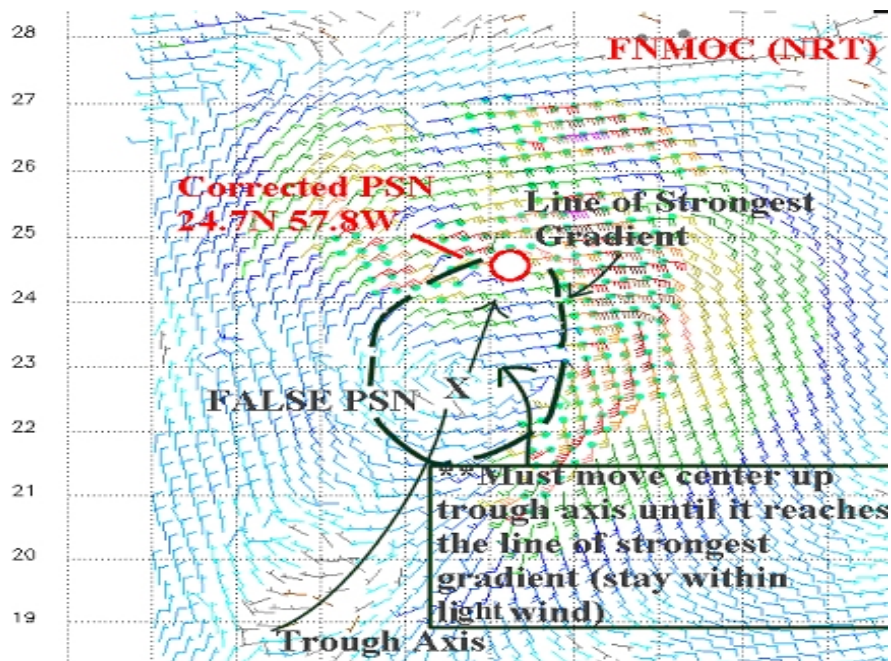 28
FNMOC (NRT)
27
26
Corrected PSN
24.7N 57.8W
Line of Strongest
Gradient
25
24
23
FALSE PSN
X
22
**Must move center up
trough axis until it reaches
the line of strongest
gradient (stay within
light wind)
21
20
19
Trough Axis